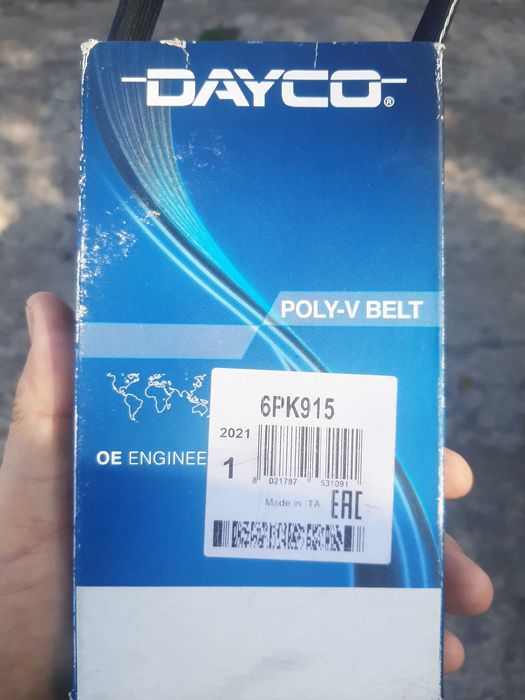 DAYCO®
POLY-V BELT
6PK915
2021
OE ENGINEE
1
8 021787 531091
Made in ITA
EAC